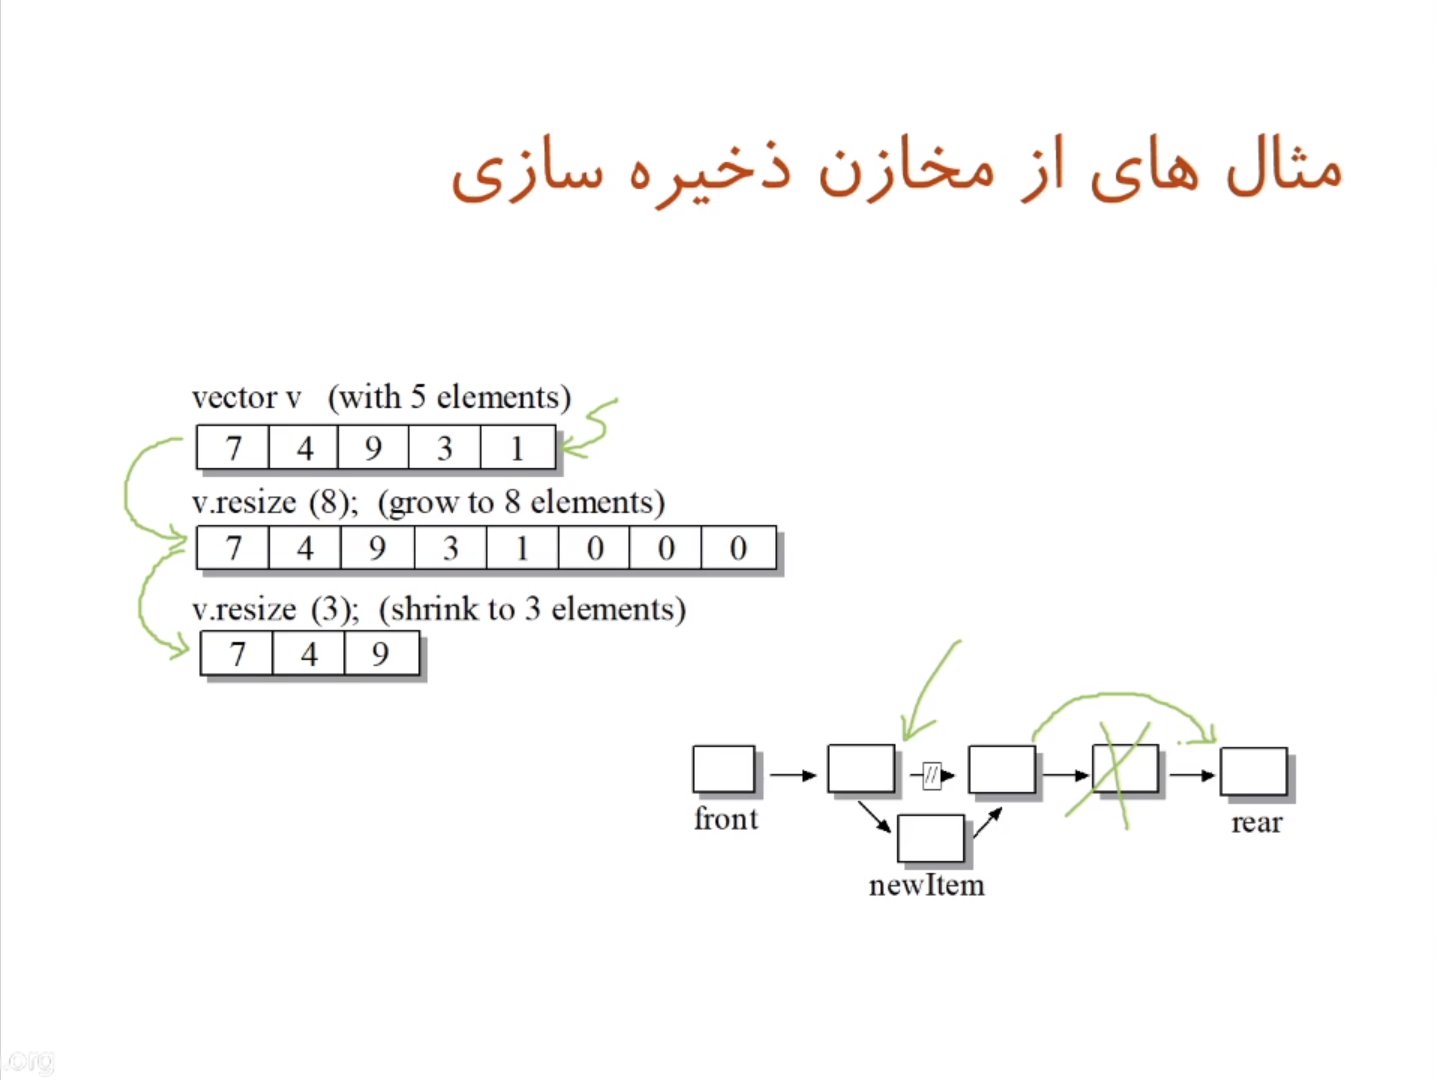 مثال های از مخازن ذخیره سازی
vector v (with 5 elements)
7 4 9 3 1
v.resize (8); (grow to 8 elements)
7 4 9 3 1 0 0 0
v.resize (3); (shrink to 3 elements)
7 4 9
//
front
rear
newItem
.org